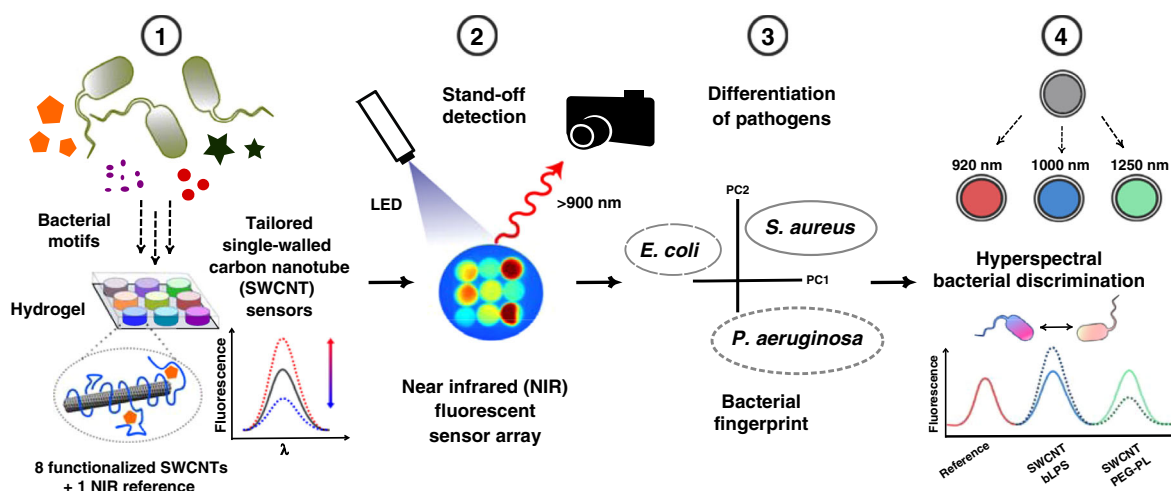 1
Bacterial
motifs
Hydrogel
Tailored
single-walled
carbon nanotube
(SWCNT)
sensors
Fluorescence
λ
8 functionalized SWCNTs
+ 1 NIR reference
2
Stand-off
detection
LED
>900 nm
Near infrared (NIR)
fluorescent
sensor array
3
Differentiation
of pathogens
PC2
S. aureus
E. coli
PC1
P. aeruginosa
Bacterial
fingerprint
4
920 nm
1000 nm
1250 nm
Hyperspectral
bacterial discrimination
Fluorescence
Reference
SWCNT
bLPS
SWCNT
PEG-PL